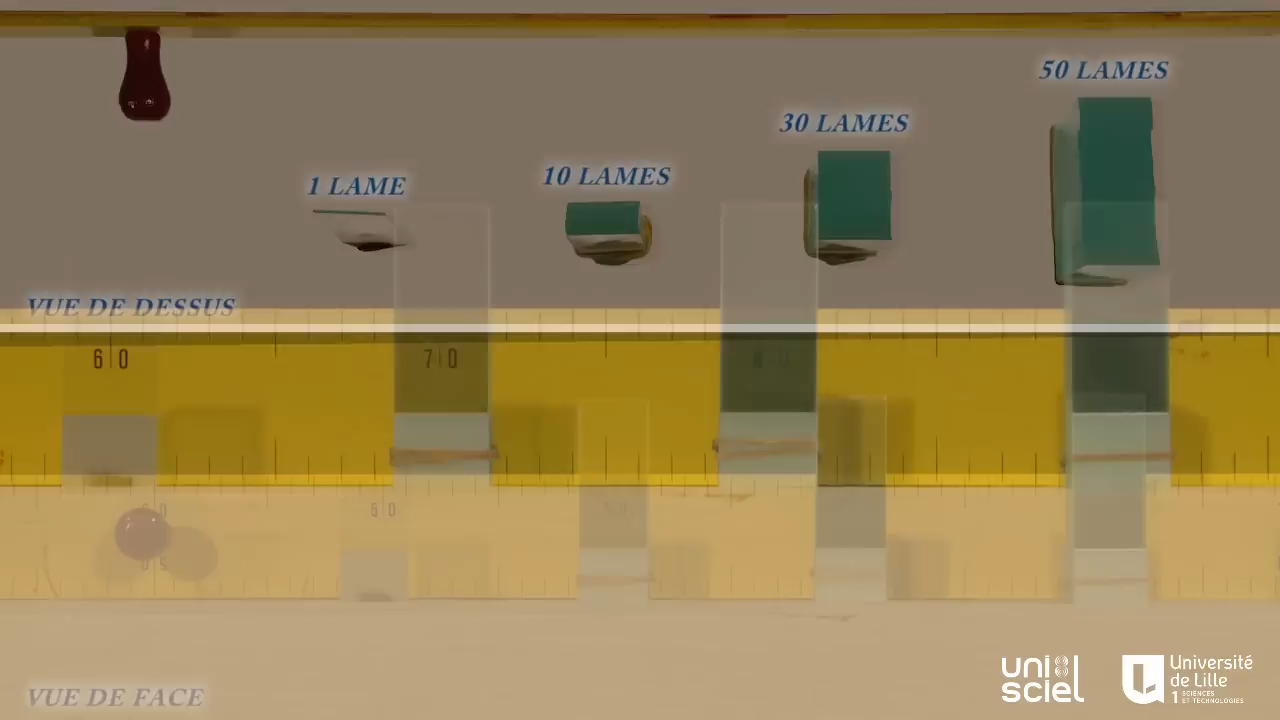 50 LAMES
30 LAMES
10 LAMES
1 LAME
VUE DE DESSUS
60
70
60
VUE DE FACE
uni
sciel
Université
de Lille
1 SCIENCES
ET TECHNOLOGIES